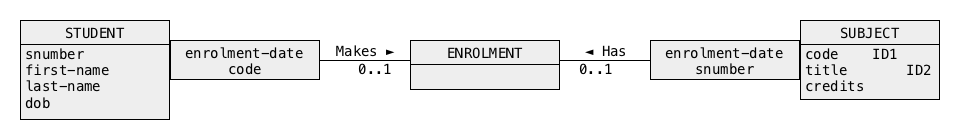 STUDENT
snumber
first-name
last-name
dob
enrolment-date
code
Makes ►
0..1
ENROLMENT
◄ Has
0..1
enrolment-date
snumber
SUBJECT
code ID1
title ID2
credits